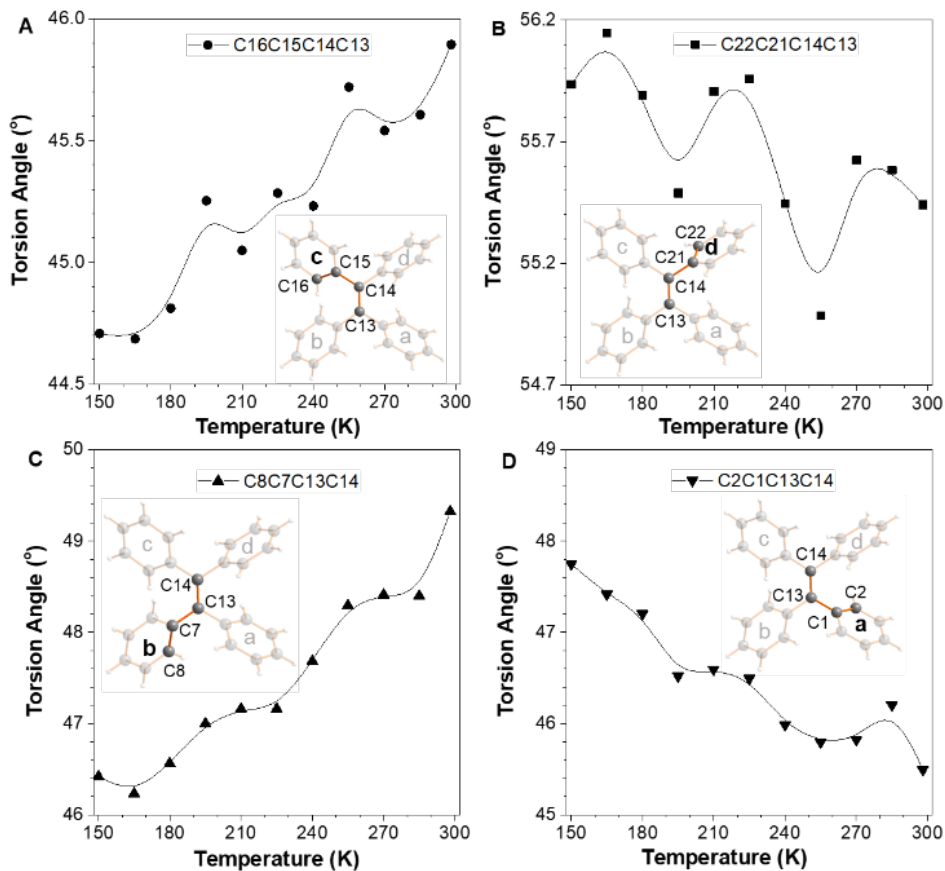 A
C16C15C14C13
46.0
45.5
45.0
44.5
Torsion Angle (°)
150 180 210 240 270 300
Temperature (K)
c
d
C15
C16
C14
C13
b
a
B
C22C21C14C13
56.2
55.7
55.2
54.7
Torsion Angle (°)
150 180 210 240 270 300
Temperature (K)
C22
c
d
C21
C14
C13
b
a
C
C8C7C13C14
50
49
48
47
46
Torsion Angle (°)
150 180 210 240 270 300
Temperature (K)
c
d
C14
C13
C7
b
a
C8
D
C2C1C13C14
49
48
47
46
45
Torsion Angle (°)
150 180 210 240 270 300
Temperature (K)
c
d
C14
C13
C2
C1
b
a